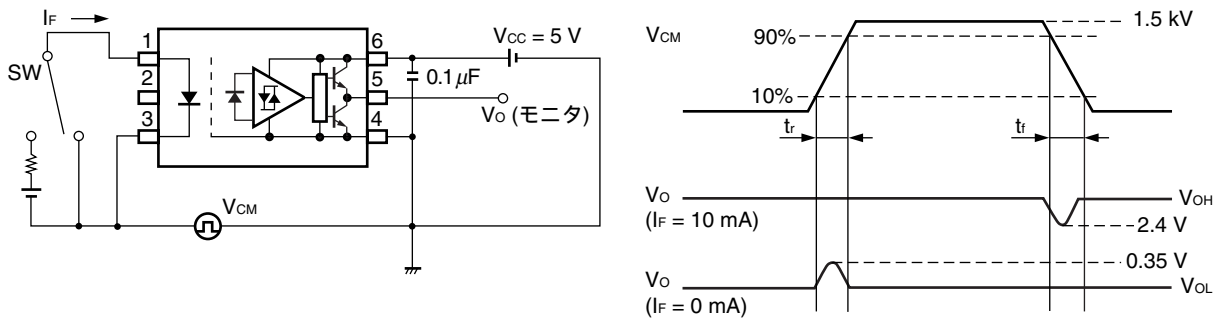 IF
SW
1
2
3
6
5
4
VCC = 5 V
0.1 μF
VO (モニタ)
VCM
VCM
90%
10%
1.5 kV
tr
tf
VO
(IF = 10 mA)
VOH
2.4 V
0.35 V
VO
(IF = 0 mA)
VOL